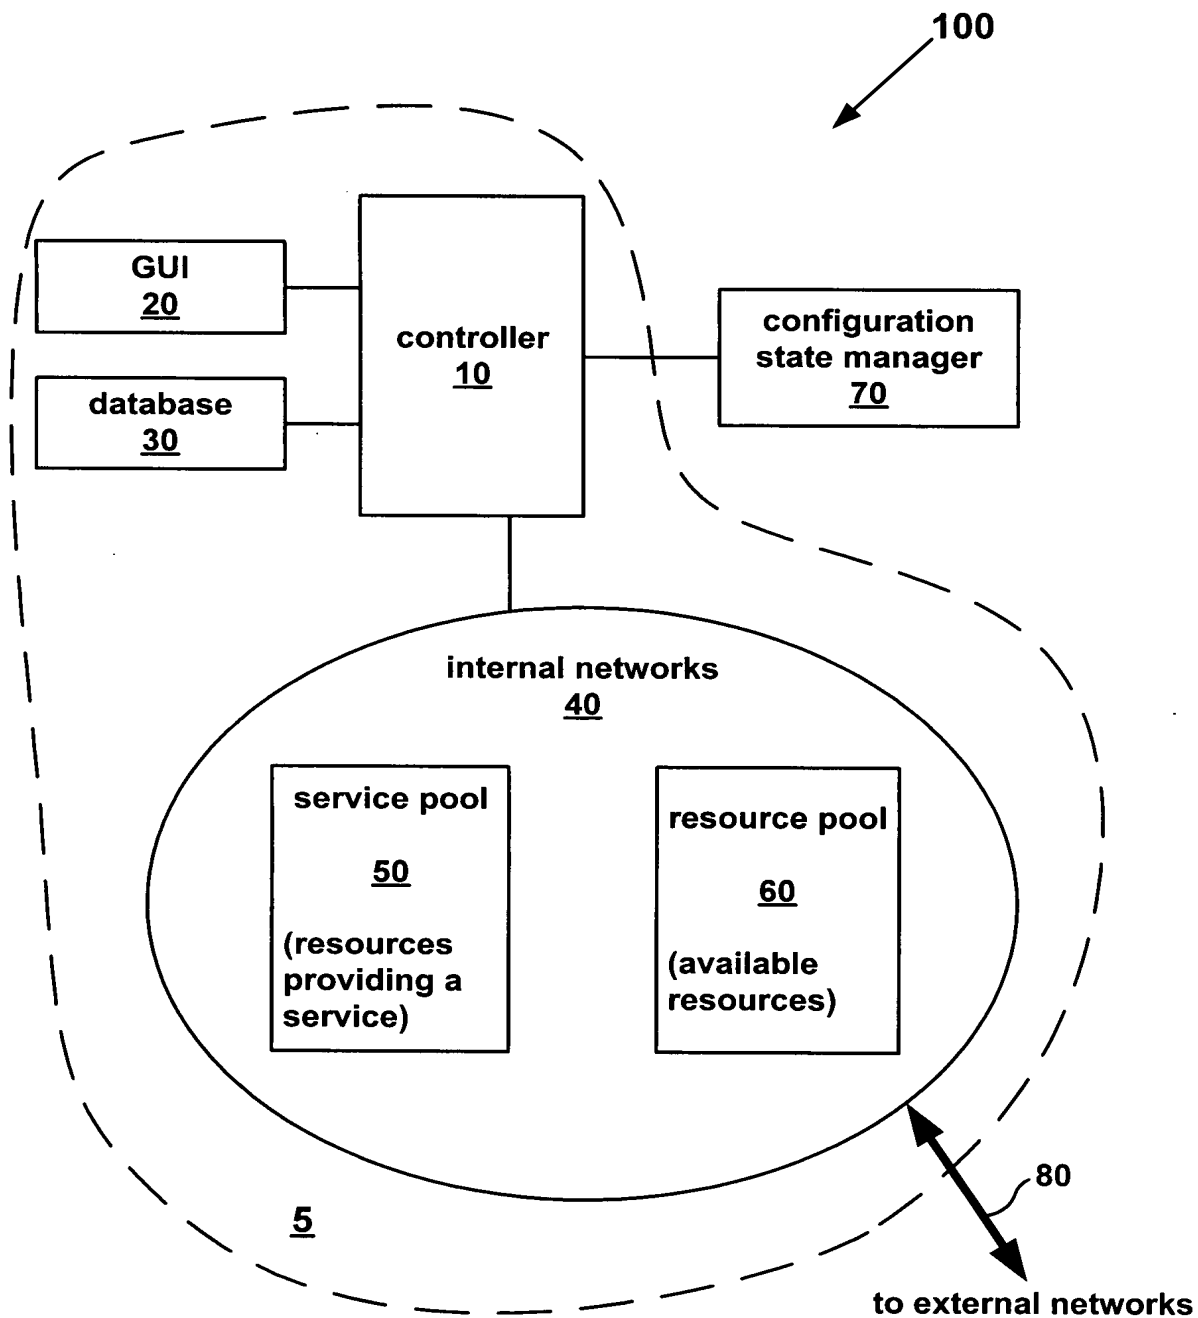 100
GUI
20
controller
10
configuration
state manager
70
database
30
internal networks
40
service pool
50
(resources
providing a
service)
resource pool
60
(available
resources)
80
5
to external networks